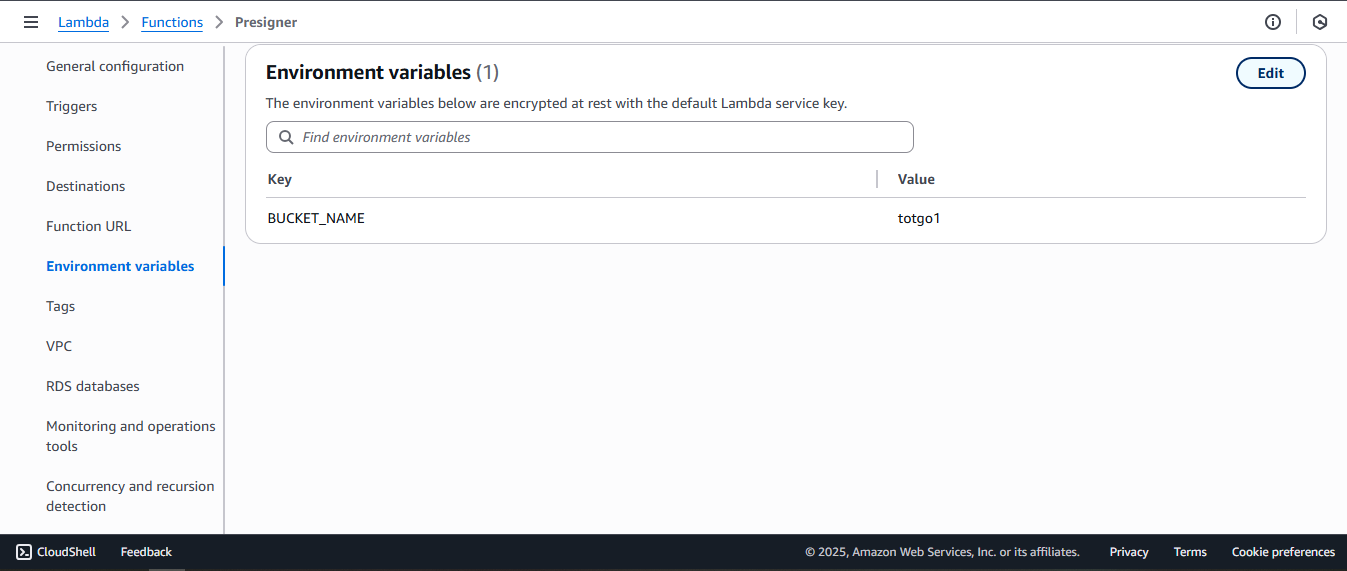 Lambda > Functions > Presigner
General configuration
Triggers
Permissions
Destinations
Function URL
Environment variables
Tags
VPC
RDS databases
Monitoring and operations
tools
Concurrency and recursion
detection
Environment variables (1)
Edit
The environment variables below are encrypted at rest with the default Lambda service key.
Find environment variables
Key Value
BUCKET_NAME totgo1
CloudShell Feedback © 2025, Amazon Web Services, Inc. or its affiliates. Privacy Terms Cookie preferences